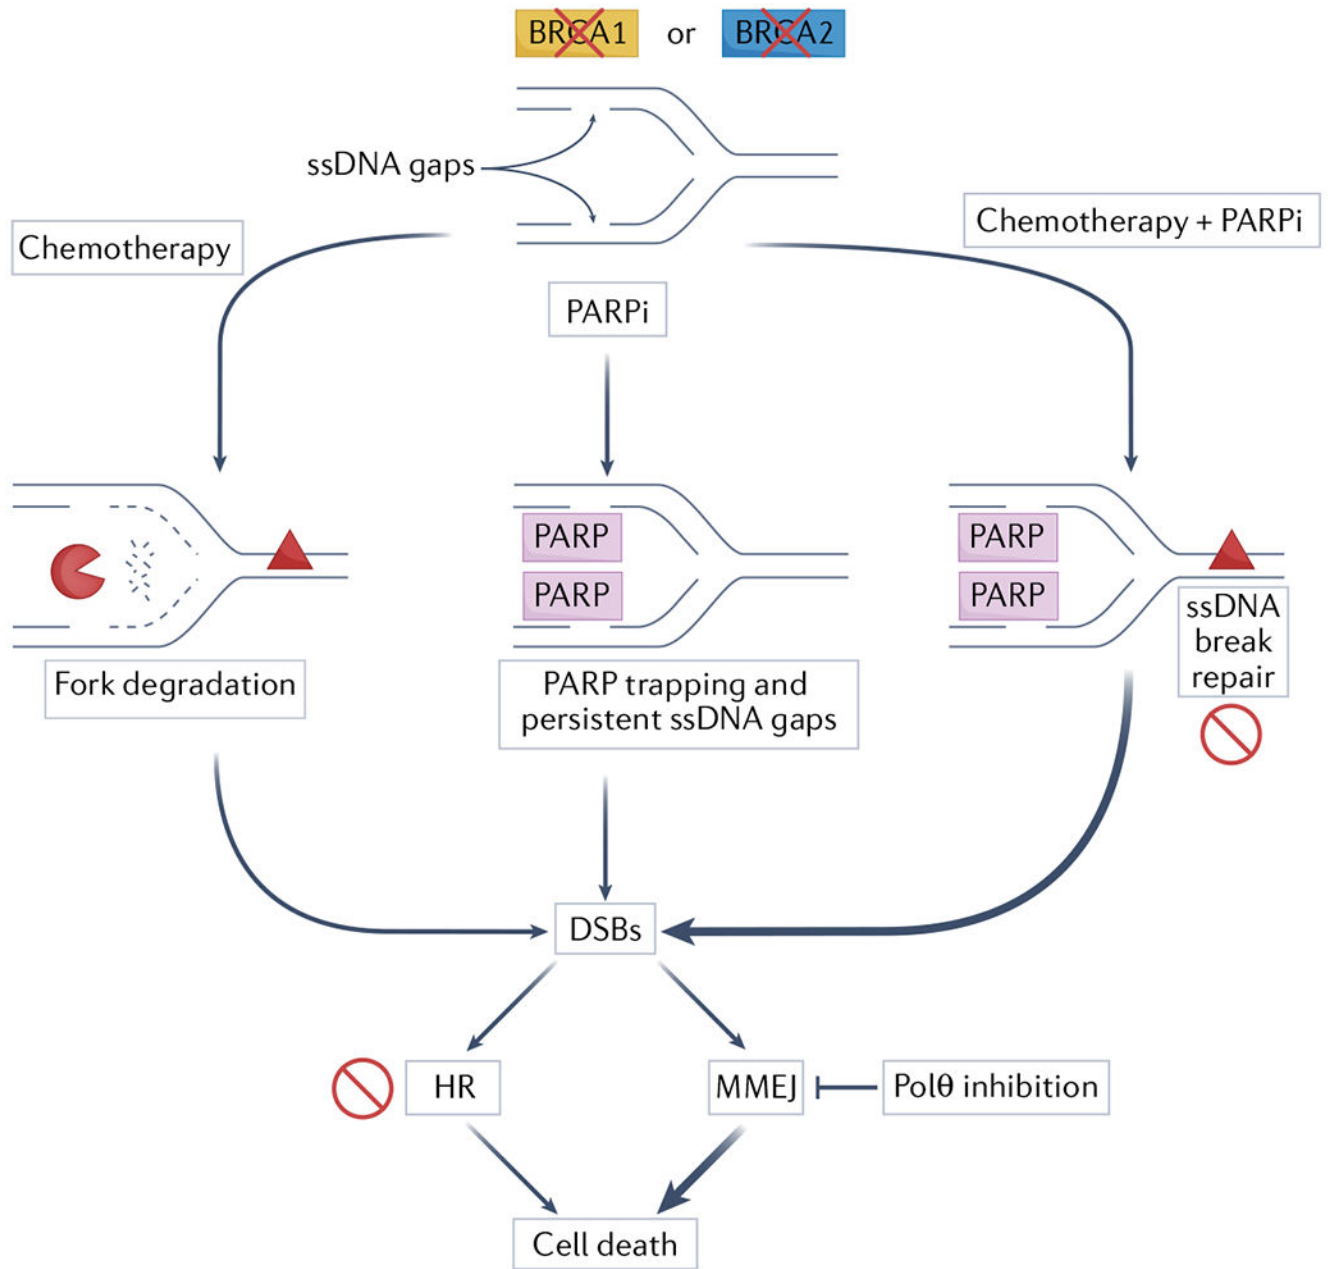 BRCA1 or BRCA2
ssDNA gaps
Chemotherapy
Chemotherapy + PARPi
PARPi
PARP
PARP
PARP
PARP
ssDNA
break
repair
Fork degradation
PARP trapping and
persistent ssDNA gaps
DSBs
HR
MMEJ
Polθ inhibition
Cell death